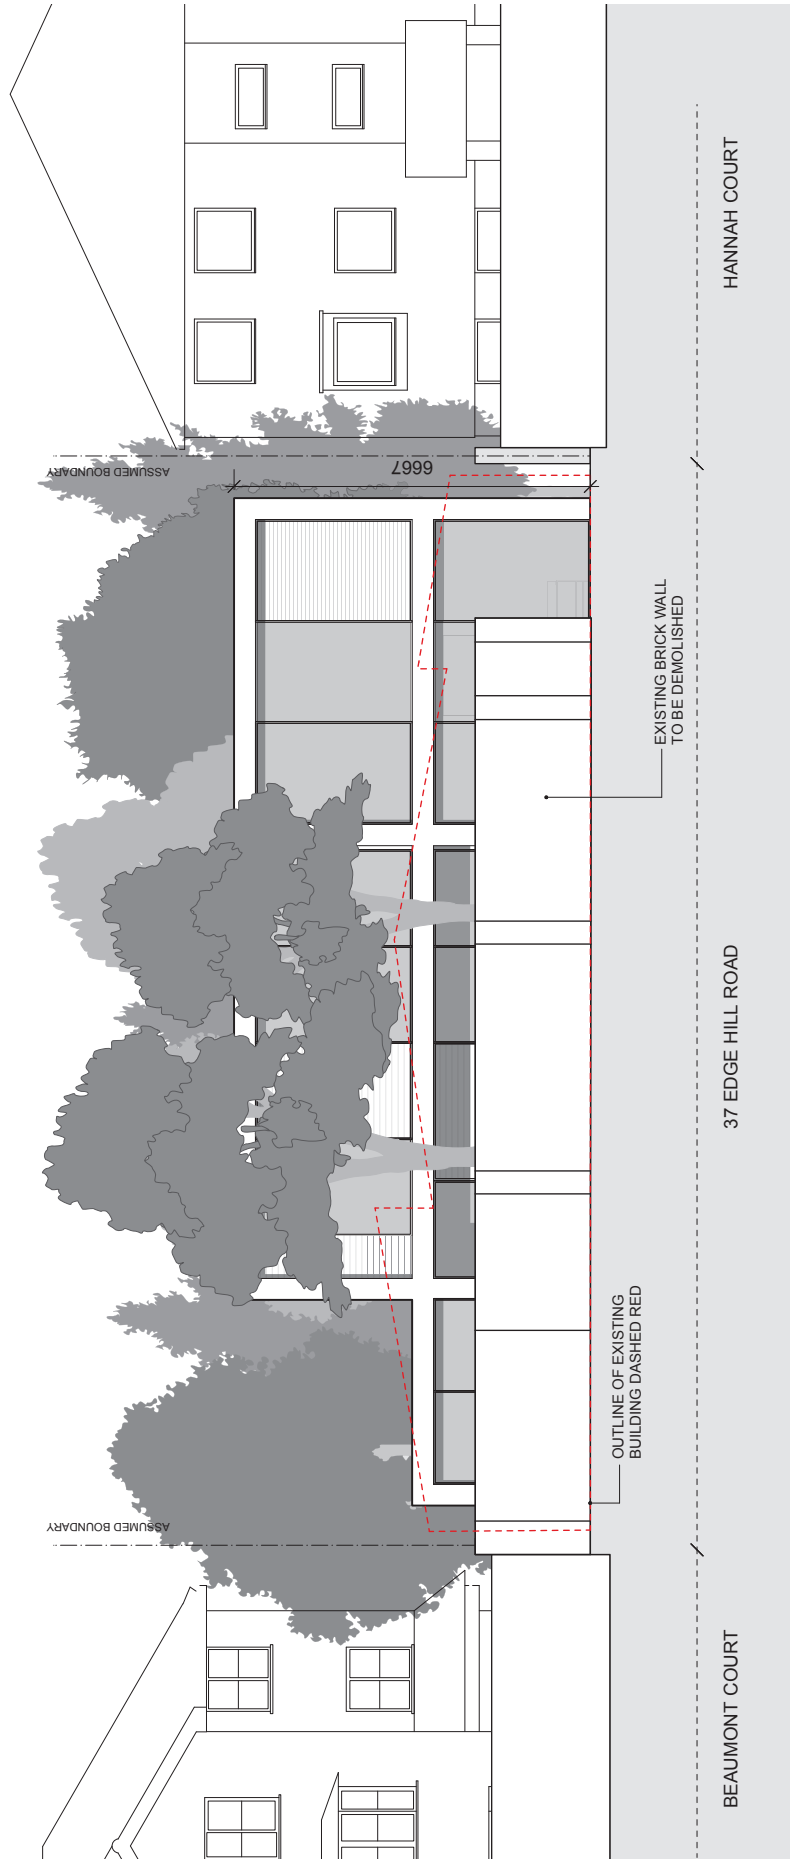 ASSUMED BOUNDARY
ASSUMED BOUNDARY
6667
OUTLINE OF EXISTING
BUILDING DASHED RED
EXISTING BRICK WALL
TO BE DEMOLISHED
BEAUMONT COURT
37 EDGE HILL ROAD
HANNAH COURT